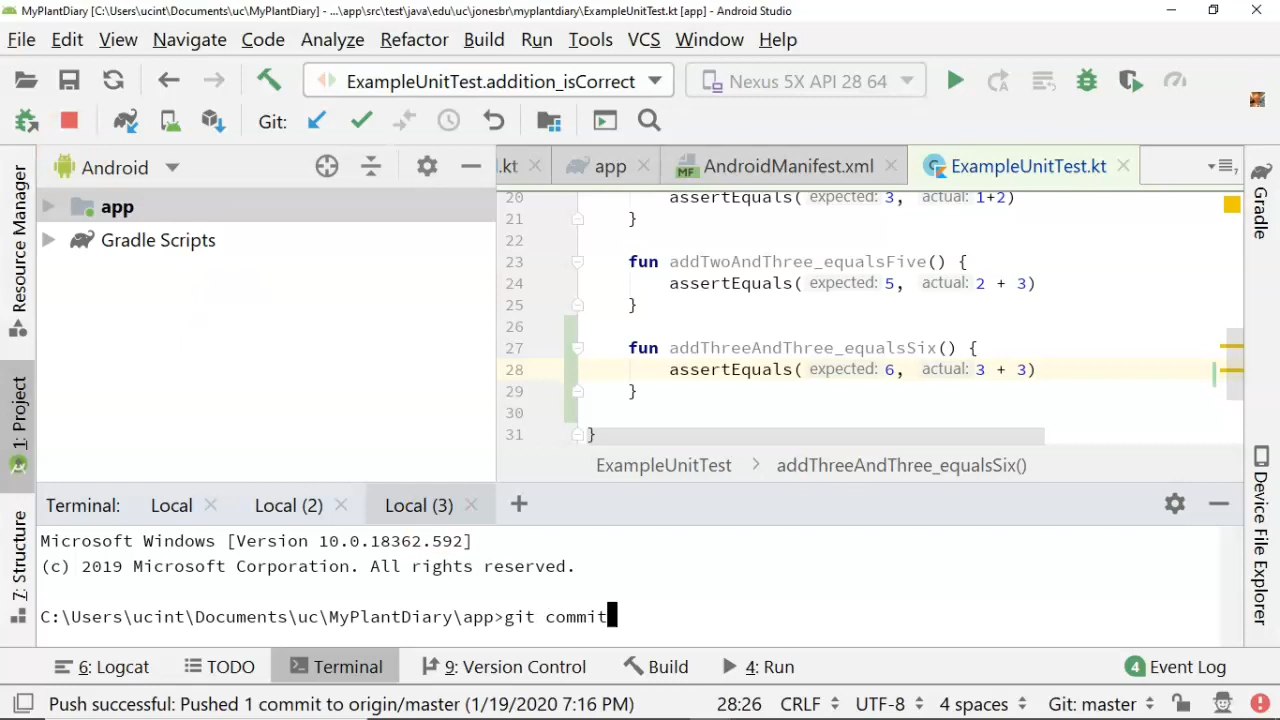 MyPlantDiary [C:\Users\ucint\Documents\uc\MyPlantDiary] - ...\app\src\test\java\edu\uc\jonesbr\myplantdiary\ExampleUnitTest.kt [app] - Android Studio
File Edit View Navigate Code Analyze Refactor Build Run Tools VCS Window Help
ExampleUnitTest.addition_isCorrect Nexus 5X API 28 64
Git:
Android .kt app AndroidManifest.xml ExampleUnitTest.kt
MF
Resource Manager
1: Project
7: Structure
app
Gradle Scripts
20 assertEquals( expected: 3, actual: 1+2)
21 }
22
23 fun addTwoAndThree_equalsFive() {
24 assertEquals( expected: 5, actual: 2 + 3)
25 }
26
27 fun addThreeAndThree_equalsSix() {
28 assertEquals( expected: 6, actual: 3 + 3)
29 }
30
31 }
ExampleUnitTest > addThreeAndThree_equalsSix()
Gradle
Device File Explorer
Terminal: Local Local (2) Local (3)
Microsoft Windows [Version 10.0.18362.592]
(c) 2019 Microsoft Corporation. All rights reserved.
C:\Users\ucint\Documents\uc\MyPlantDiary\app>git commit
6: Logcat TODO Terminal 9: Version Control Build 4: Run 4 Event Log
Push successful: Pushed 1 commit to origin/master (1/19/2020 7:16 PM) 28:26 CRLF UTF-8 4 spaces Git: master